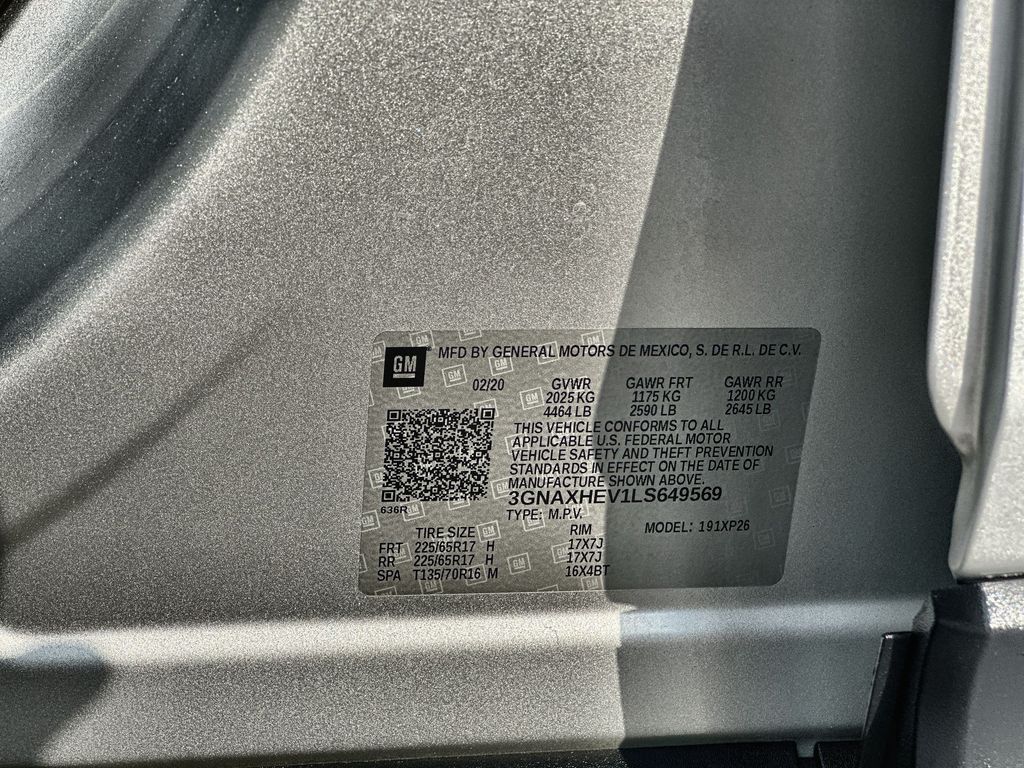 GM MFD BY GENERAL MOTORS DE MEXICO, S. DE R.L. DE C.V.
02/20 GVWR GAWR FRT GAWR RR
2025 KG 1175 KG 1200 KG
4464 LB 2590 LB 2645 LB
THIS VEHICLE CONFORMS TO ALL
APPLICABLE U.S. FEDERAL MOTOR
VEHICLE SAFETY AND THEFT PREVENTION
STANDARDS IN EFFECT ON THE DATE OF
MANUFACTURE SHOWN ABOVE.
3GNAXHEV1LS649569
636R TYPE: M.P.V. MODEL: 191XP26
TIRE SIZE RIM
FRT 225/65R17 H 17X7J
RR 225/65R17 H 17X7J
SPA T135/70R16 M 16X4BT